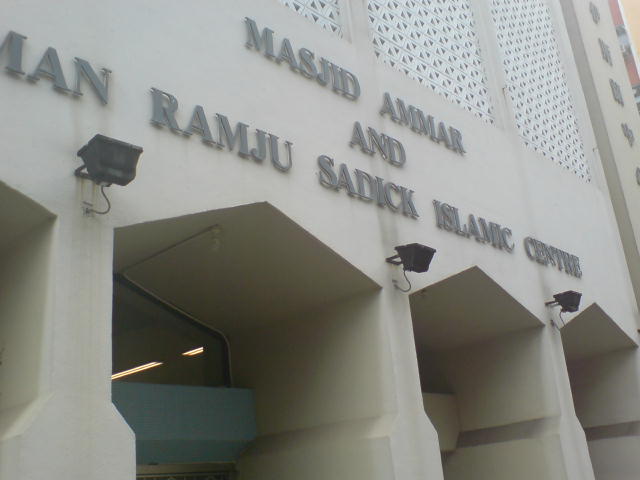 MASJID AMMAR
AND
MAN RAMJU SADICK ISLAMIC CENTRE